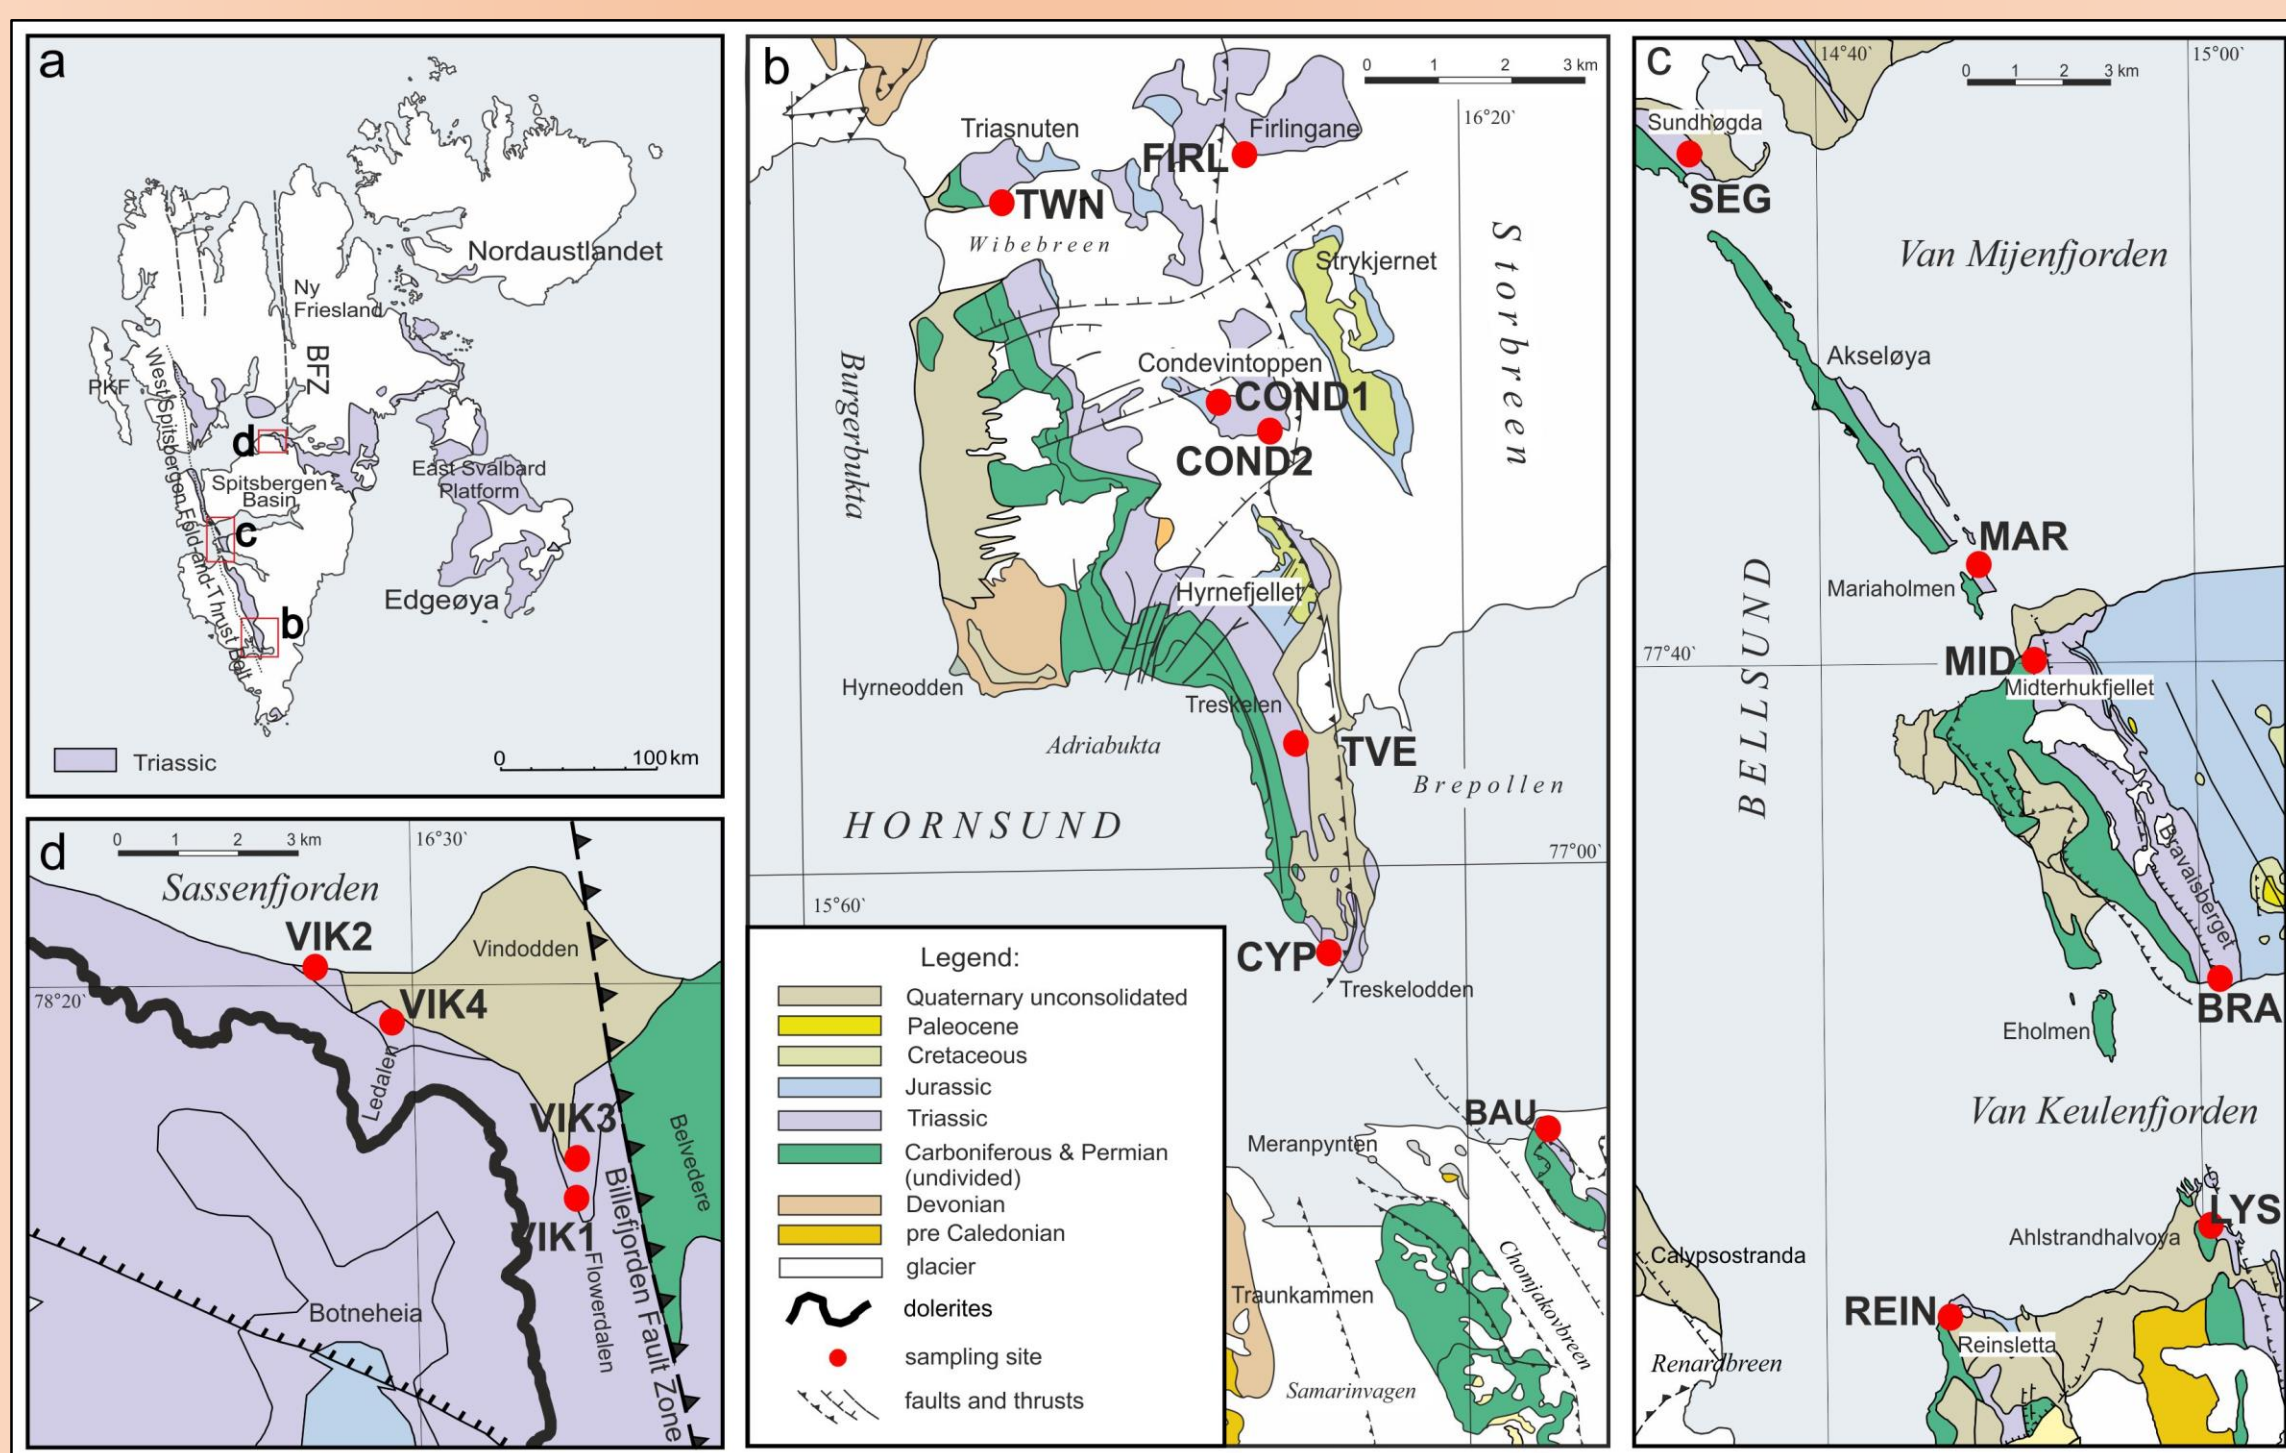 a
Nordaustlandet
Ny
Friesland
BFZ
PKF
West Spitsbergen Fold-and-Thrust Belt
d
East Svalbard
Platform
Spitsbergen
Basin
c
Edgeøya
b
Triassic
0 100 km
b
0 1 2 3 km
16°20`
Triasnuten
Firlingane
FIRL
TWN
Wibebreen
Strykjernet
Storbreen
Burgerbukta
Condevintoppen
COND1
COND2
Hyrnefjellet
Hyrneodden
Treskelen
Adriabukta
TVE
Brepollen
HORNSUND
77°00`
15°60`
CYP
Treskelodden
BAU
Meranpynten
Chomjakovbreen
Traunkammen
Samarinvagen
Legend:
Quaternary unconsolidated
Paleocene
Cretaceous
Jurassic
Triassic
Carboniferous & Permian
(undivided)
Devonian
pre Caledonian
glacier
dolerites
sampling site
faults and thrusts
c
14°40`
15°00`
0 1 2 3 km
Sundhøgda
SEG
Van Mijenfjorden
Akseløya
MAR
Mariaholmen
BELLSUND
77°40`
MID
Midterhukfjellet
Bravaisberget
BRA
Eholmen
Van Keulenfjorden
LYS
Ahlstrandhalvoya
Calypsostranda
REIN
Reinsletta
Renardbreen
d
0 1 2 3 km
16°30`
Sassenfjorden
VIK2
Vindodden
78°20`
VIK4
Ledalen
VIK3
Belvedere
VIK1
Billefjorden Fault Zone
Flowerdalen
Botneheia